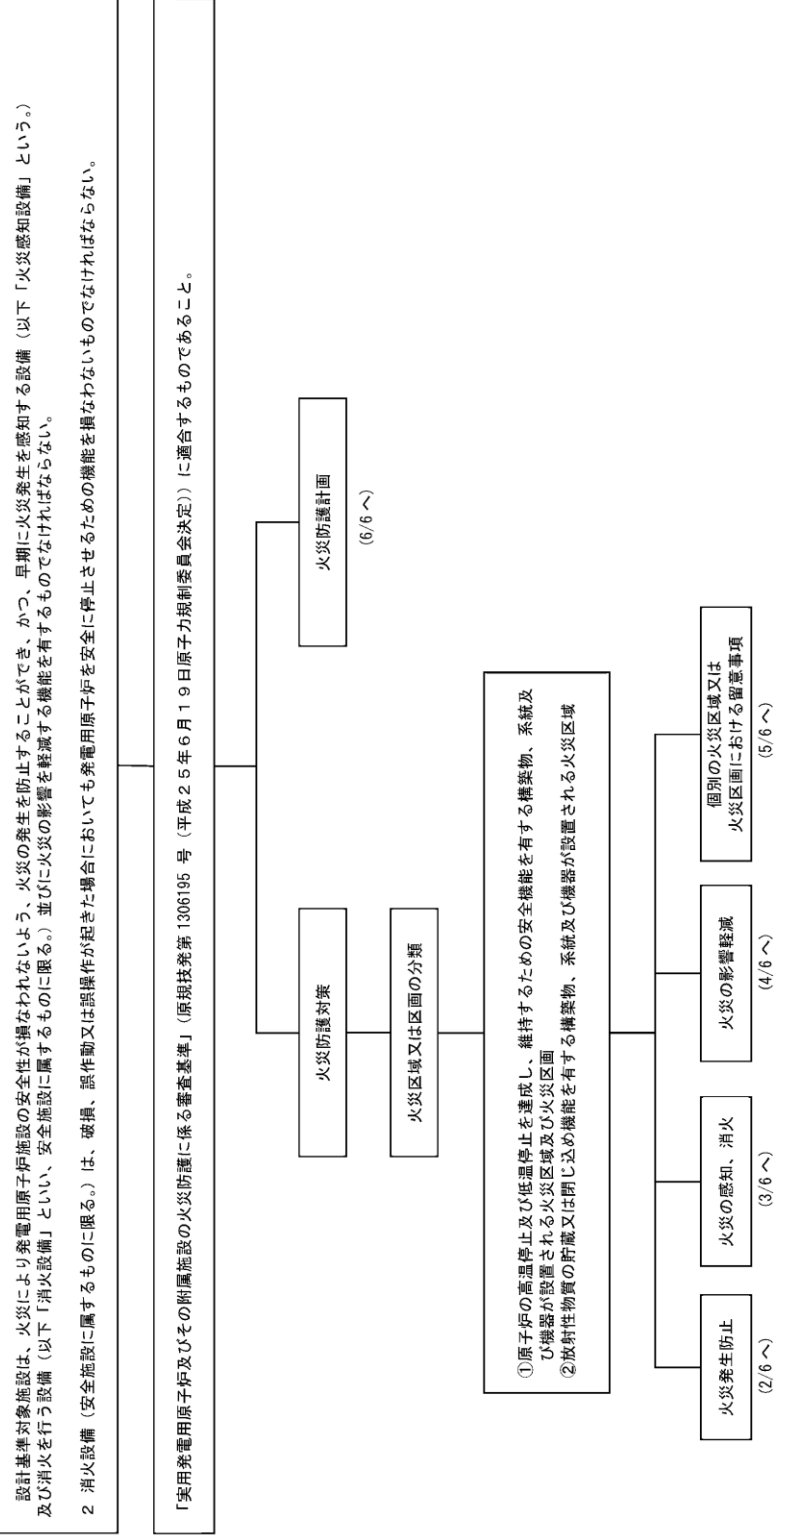 設計基準対象施設は、火災により発電用原子炉施設の安全性が損なわれないよう、火災の発生を防止することができ、かつ、早期に火災発生を感知する設備（以下「火災感知設備」という。）
及び消火を行う設備（以下「消火設備」といい、安全施設に属するものに限る。）並びに火災の影響を軽減する機能を有するものでなければならない。
２ 消火設備（安全施設に属するものに限る。）は、破損、誤作動又は誤操作が起きた場合においても発電用原子炉を安全に停止させるための機能を損なわないものでなければならない。
「実用発電用原子炉及びその附属施設の火災防護に係る審査基準」（原規技発第1306195 号（平成２５年６月１９日原子力規制委員会決定））に適合するものであること。
火災防護対策
火災防護計画
(6/6 へ)
火災区域又は区画の分類
①原子炉の高温停止及び低温停止を達成し、維持するための安全機能を有する構築物、系統及
び機器が設置される火災区域及び火災区画
②放射性物質の貯蔵又は閉じ込め機能を有する構築物、系統及び機器が設置される火災区域
火災発生防止
(2/6 へ)
火災の感知、消火
(3/6 へ)
火災の影響軽減
(4/6 へ)
個別の火災区域又は
火災区画における留意事項
(5/6 へ)